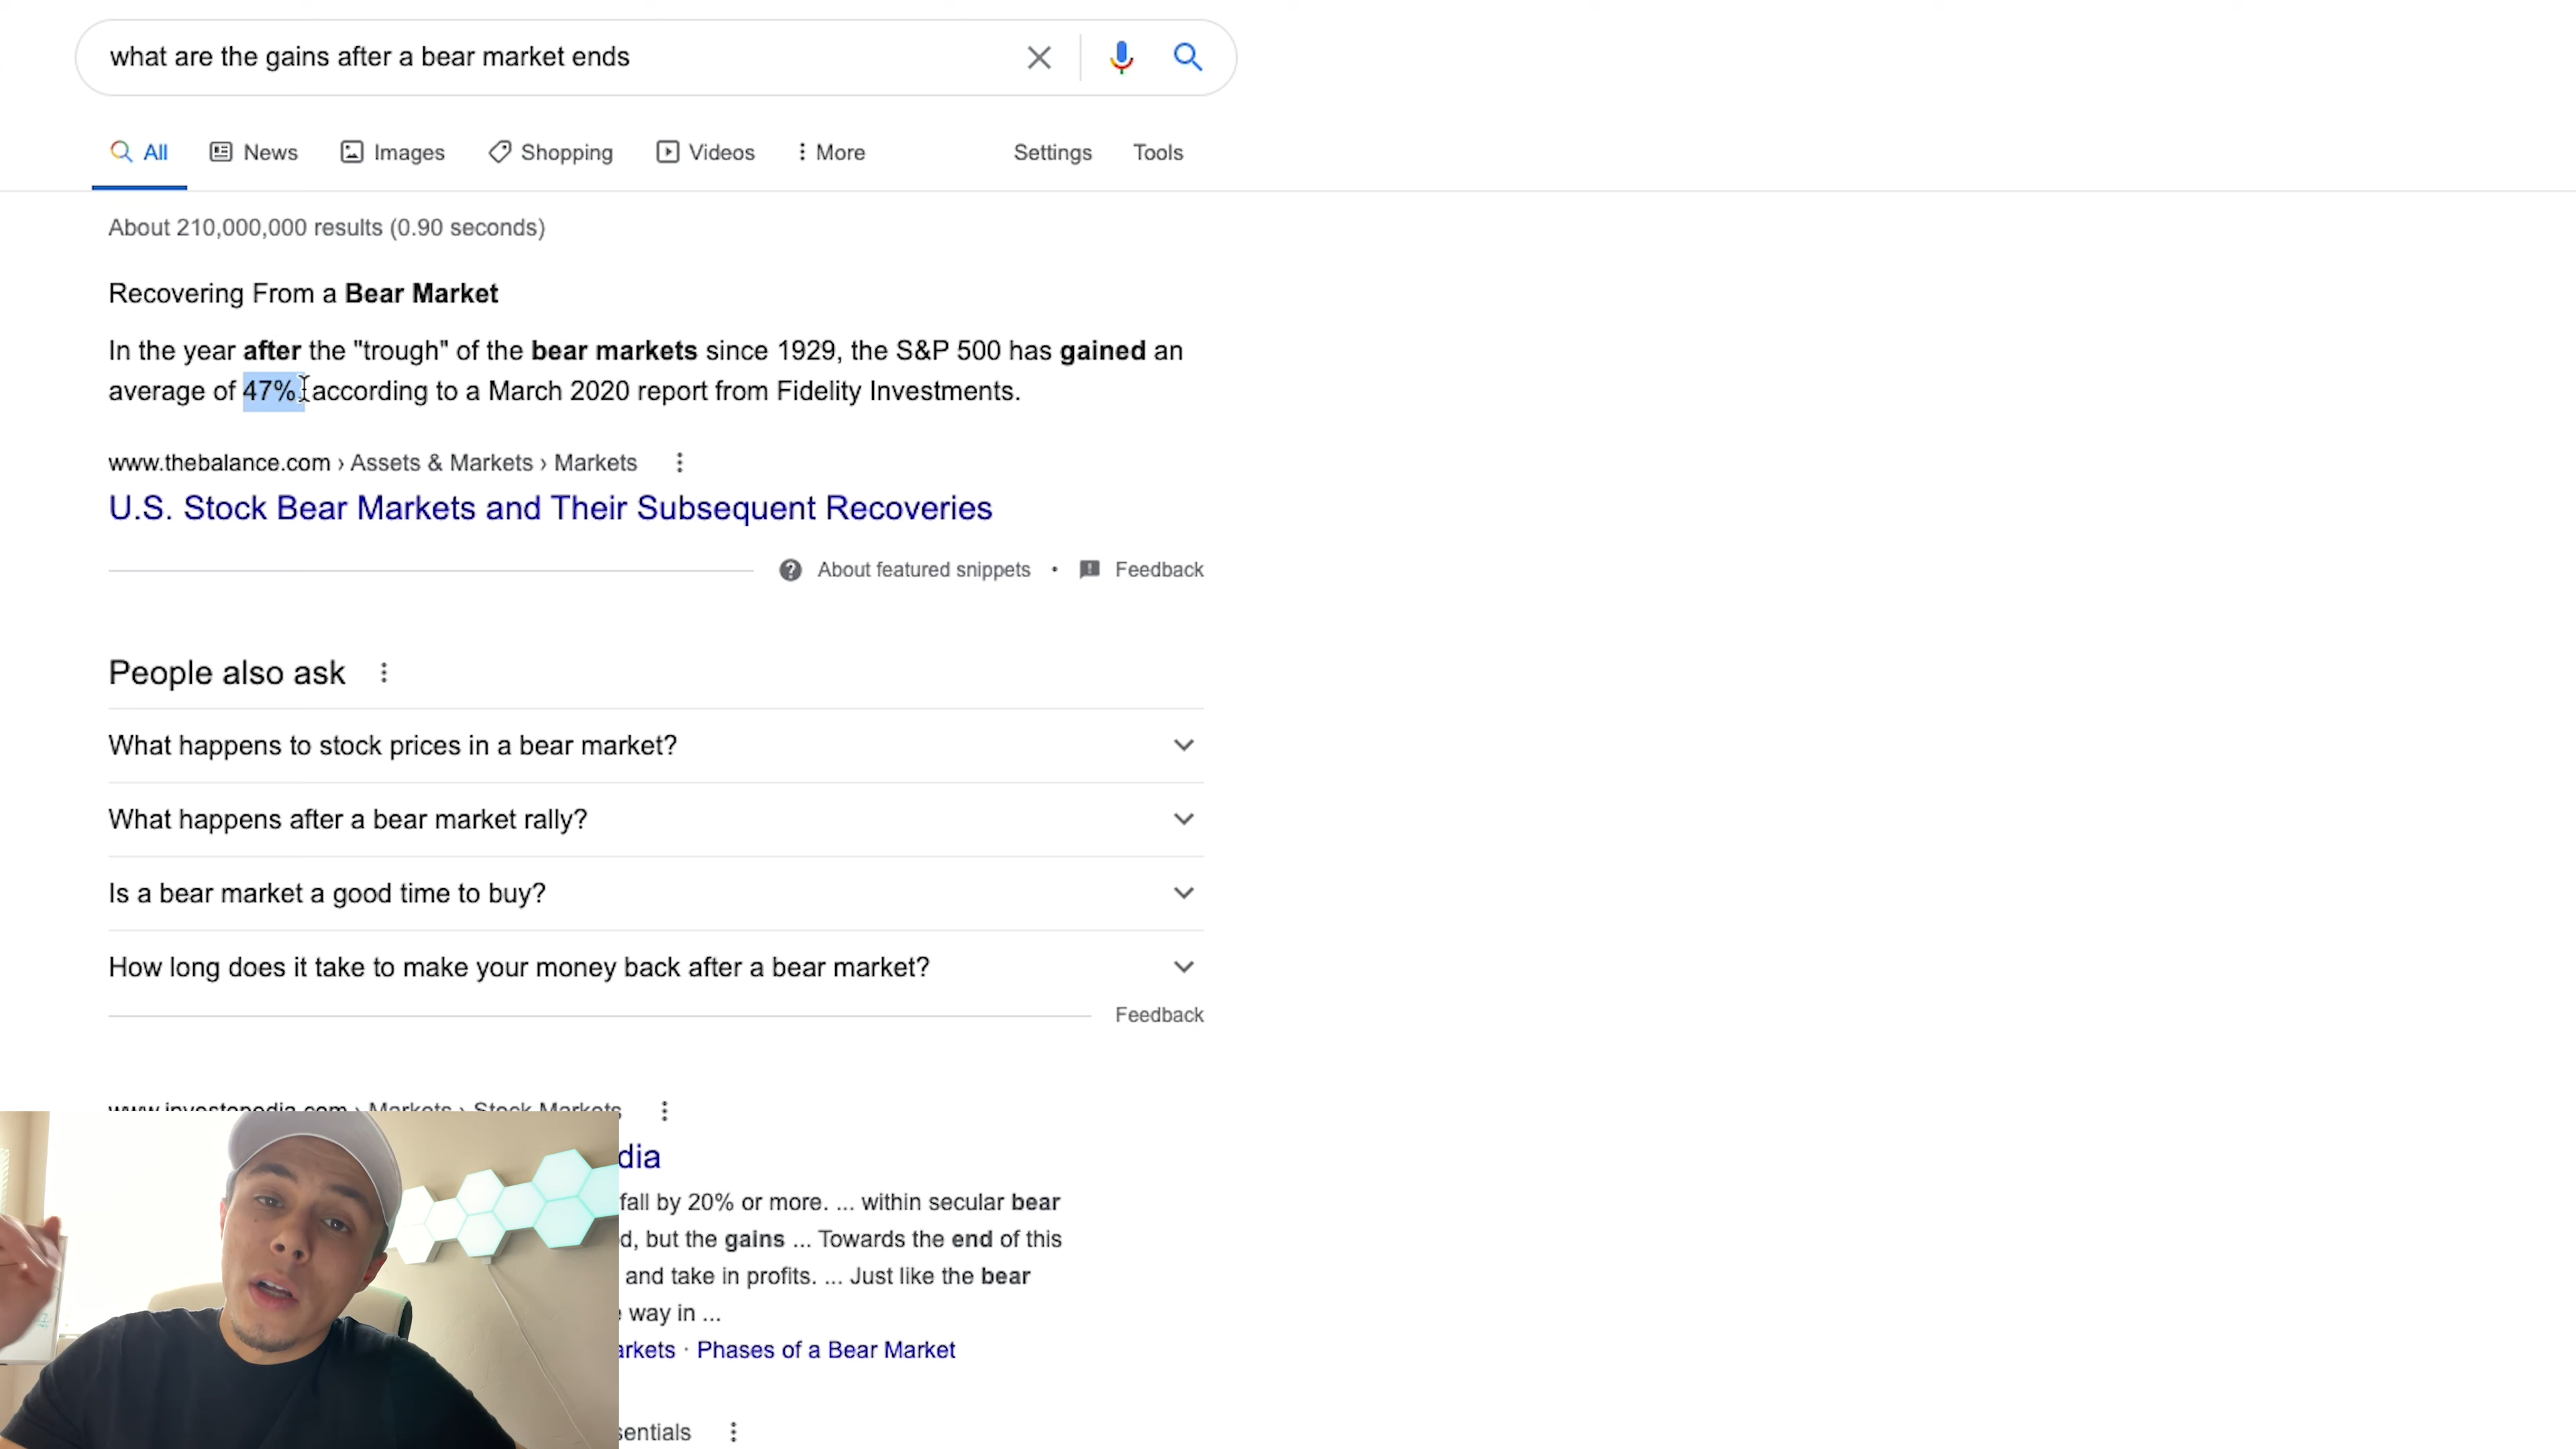 what are the gains after a bear market ends
All News Images Shopping Videos More Settings Tools
About 210,000,000 results (0.90 seconds)
Recovering From a Bear Market
In the year after the "trough" of the bear markets since 1929, the S&P 500 has gained an
average of 47%, according to a March 2020 report from Fidelity Investments.
www.thebalance.com › Assets & Markets › Markets
U.S. Stock Bear Markets and Their Subsequent Recoveries
About featured snippets • Feedback
People also ask
What happens to stock prices in a bear market?
What happens after a bear market rally?
Is a bear market a good time to buy?
How long does it take to make your money back after a bear market?
Feedback
www.investopedia.com › Markets › Stock Markets
dia
fall by 20% or more. ... within secular bear
d, but the gains ... Towards the end of this
and take in profits. ... Just like the bear
way in ...
arkets · Phases of a Bear Market
sentials